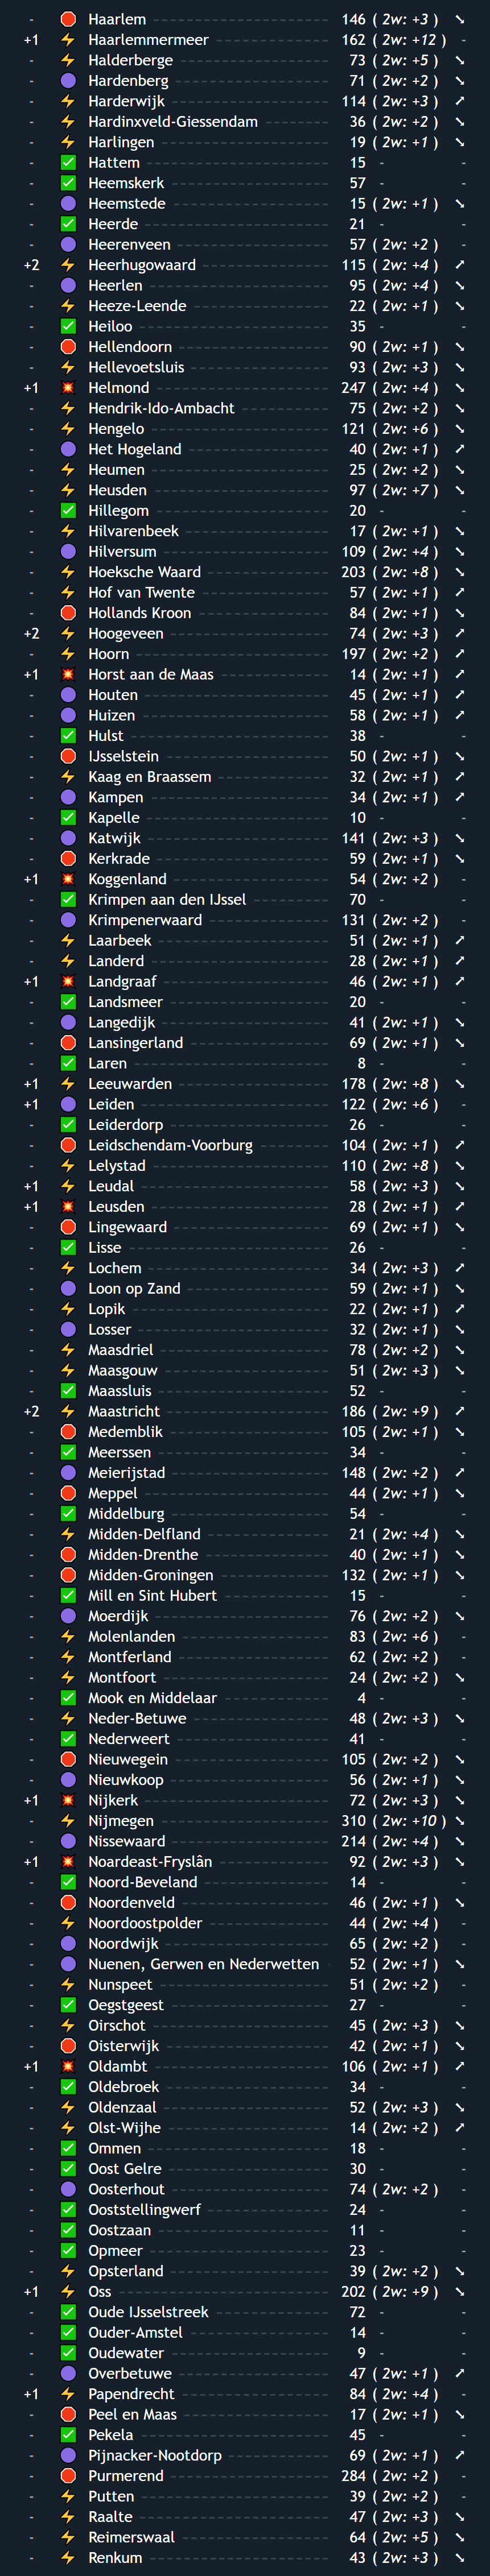 - Haarlem 146 ( 2w: +3 ) ➘
+1 Haarlemmermeer 162 ( 2w: +12 ) -
- Halderberge 73 ( 2w: +5 ) ➘
- Hardenberg 71 ( 2w: +2 ) ➘
- Harderwijk 114 ( 2w: +3 ) ➚
- Hardinxveld-Giessendam 36 ( 2w: +2 ) ➘
- Harlingen 19 ( 2w: +1 ) ➘
- Hattem 15 - -
- Heemskerk 57 - -
- Heemstede 15 ( 2w: +1 ) ➘
- Heerde 21 - -
- Heerenveen 57 ( 2w: +2 ) -
+2 Heerhugowaard 115 ( 2w: +4 ) ➚
- Heerlen 95 ( 2w: +4 ) ➘
- Heeze-Leende 22 ( 2w: +1 ) ➘
- Heiloo 35 - -
- Hellendoorn 90 ( 2w: +1 ) ➘
- Hellevoetsluis 93 ( 2w: +3 ) ➘
+1 Helmond 247 ( 2w: +4 ) ➘
- Hendrik-Ido-Ambacht 75 ( 2w: +2 ) ➘
- Hengelo 121 ( 2w: +6 ) ➘
- Het Hogeland 40 ( 2w: +1 ) ➚
- Heumen 25 ( 2w: +2 ) ➘
- Heusden 97 ( 2w: +7 ) ➘
- Hillegom 20 - -
- Hilvarenbeek 17 ( 2w: +1 ) ➘
- Hilversum 109 ( 2w: +4 ) ➘
- Hoeksche Waard 203 ( 2w: +8 ) ➘
- Hof van Twente 57 ( 2w: +1 ) ➚
- Hollands Kroon 84 ( 2w: +1 ) ➘
+2 Hoogeveen 74 ( 2w: +3 ) ➚
- Hoorn 197 ( 2w: +2 ) ➚
+1 Horst aan de Maas 14 ( 2w: +1 ) ➚
- Houten 45 ( 2w: +1 ) ➚
- Huizen 58 ( 2w: +1 ) ➚
- Hulst 38 - -
- IJsselstein 50 ( 2w: +1 ) ➘
- Kaag en Braassem 32 ( 2w: +1 ) ➚
- Kampen 34 ( 2w: +1 ) ➚
- Kapelle 10 - -
- Katwijk 141 ( 2w: +3 ) ➘
- Kerkrade 59 ( 2w: +1 ) ➘
+1 Koggenland 54 ( 2w: +2 ) -
- Krimpen aan den IJssel 70 - -
- Krimpenerwaard 131 ( 2w: +2 ) -
- Laarbeek 51 ( 2w: +1 ) ➚
- Landerd 28 ( 2w: +1 ) ➚
+1 Landgraaf 46 ( 2w: +1 ) ➚
- Landsmeer 20 - -
- Langedijk 41 ( 2w: +1 ) ➘
- Lansingerland 69 ( 2w: +1 ) ➘
- Laren 8 - -
+1 Leeuwarden 178 ( 2w: +8 ) ➘
+1 Leiden 122 ( 2w: +6 ) -
- Leiderdorp 26 - -
- Leidschendam-Voorburg 104 ( 2w: +1 ) ➚
- Lelystad 110 ( 2w: +8 ) ➘
+1 Leudal 58 ( 2w: +3 ) ➘
+1 Leusden 28 ( 2w: +1 ) ➚
- Lingewaard 69 ( 2w: +1 ) ➘
- Lisse 26 - -
- Lochem 34 ( 2w: +3 ) ➚
- Loon op Zand 59 ( 2w: +1 ) ➘
- Lopik 22 ( 2w: +1 ) ➚
- Losser 32 ( 2w: +1 ) ➘
- Maasdriel 78 ( 2w: +2 ) ➘
- Maasgouw 51 ( 2w: +3 ) ➘
- Maassluis 52 - -
+2 Maastricht 186 ( 2w: +9 ) ➚
- Medemblik 105 ( 2w: +1 ) ➘
- Meerssen 34 - -
- Meierijstad 148 ( 2w: +2 ) ➚
- Meppel 44 ( 2w: +1 ) ➘
- Middelburg 54 - -
- Midden-Delfland 21 ( 2w: +4 ) ➘
- Midden-Drenthe 40 ( 2w: +1 ) ➘
- Midden-Groningen 132 ( 2w: +1 ) ➘
- Mill en Sint Hubert 15 - -
- Moerdijk 76 ( 2w: +2 ) ➘
- Molenlanden 83 ( 2w: +6 ) -
- Montferland 62 ( 2w: +2 ) -
- Montfoort 24 ( 2w: +2 ) ➘
- Mook en Middelaar 4 - -
- Neder-Betuwe 48 ( 2w: +3 ) ➘
- Nederweert 41 - -
- Nieuwegein 105 ( 2w: +2 ) ➘
- Nieuwkoop 56 ( 2w: +1 ) ➘
+1 Nijkerk 72 ( 2w: +3 ) ➘
- Nijmegen 310 ( 2w: +10 ) ➘
- Nissewaard 214 ( 2w: +4 ) ➘
+1 Noardeast-Fryslân 92 ( 2w: +3 ) ➘
- Noord-Beveland 14 - -
- Noordenveld 46 ( 2w: +1 ) ➘
- Noordoostpolder 44 ( 2w: +4 ) -
- Noordwijk 65 ( 2w: +2 ) -
- Nuenen, Gerwen en Nederwetten 52 ( 2w: +1 ) ➘
- Nunspeet 51 ( 2w: +2 ) -
- Oegstgeest 27 - -
- Oirschot 45 ( 2w: +3 ) ➘
- Oisterwijk 42 ( 2w: +1 ) ➘
+1 Oldambt 106 ( 2w: +1 ) ➚
- Oldebroek 34 - -
- Oldenzaal 52 ( 2w: +3 ) ➘
- Olst-Wijhe 14 ( 2w: +2 ) ➚
- Ommen 18 - -
- Oost Gelre 30 - -
- Oosterhout 74 ( 2w: +2 ) -
- Ooststellingwerf 24 - -
- Oostzaan 11 - -
- Opmeer 23 - -
- Opsterland 39 ( 2w: +2 ) ➘
+1 Oss 202 ( 2w: +9 ) ➘
- Oude IJsselstreek 72 - -
- Ouder-Amstel 14 - -
- Oudewater 9 - -
- Overbetuwe 47 ( 2w: +1 ) ➚
+1 Papendrecht 84 ( 2w: +4 ) -
- Peel en Maas 17 ( 2w: +1 ) ➘
- Pekela 45 - -
- Pijnacker-Nootdorp 69 ( 2w: +1 ) ➚
- Purmerend 284 ( 2w: +2 ) -
- Putten 39 ( 2w: +2 ) -
- Raalte 47 ( 2w: +3 ) ➘
- Reimerswaal 64 ( 2w: +5 ) ➘
- Renkum 43 ( 2w: +3 ) ➘